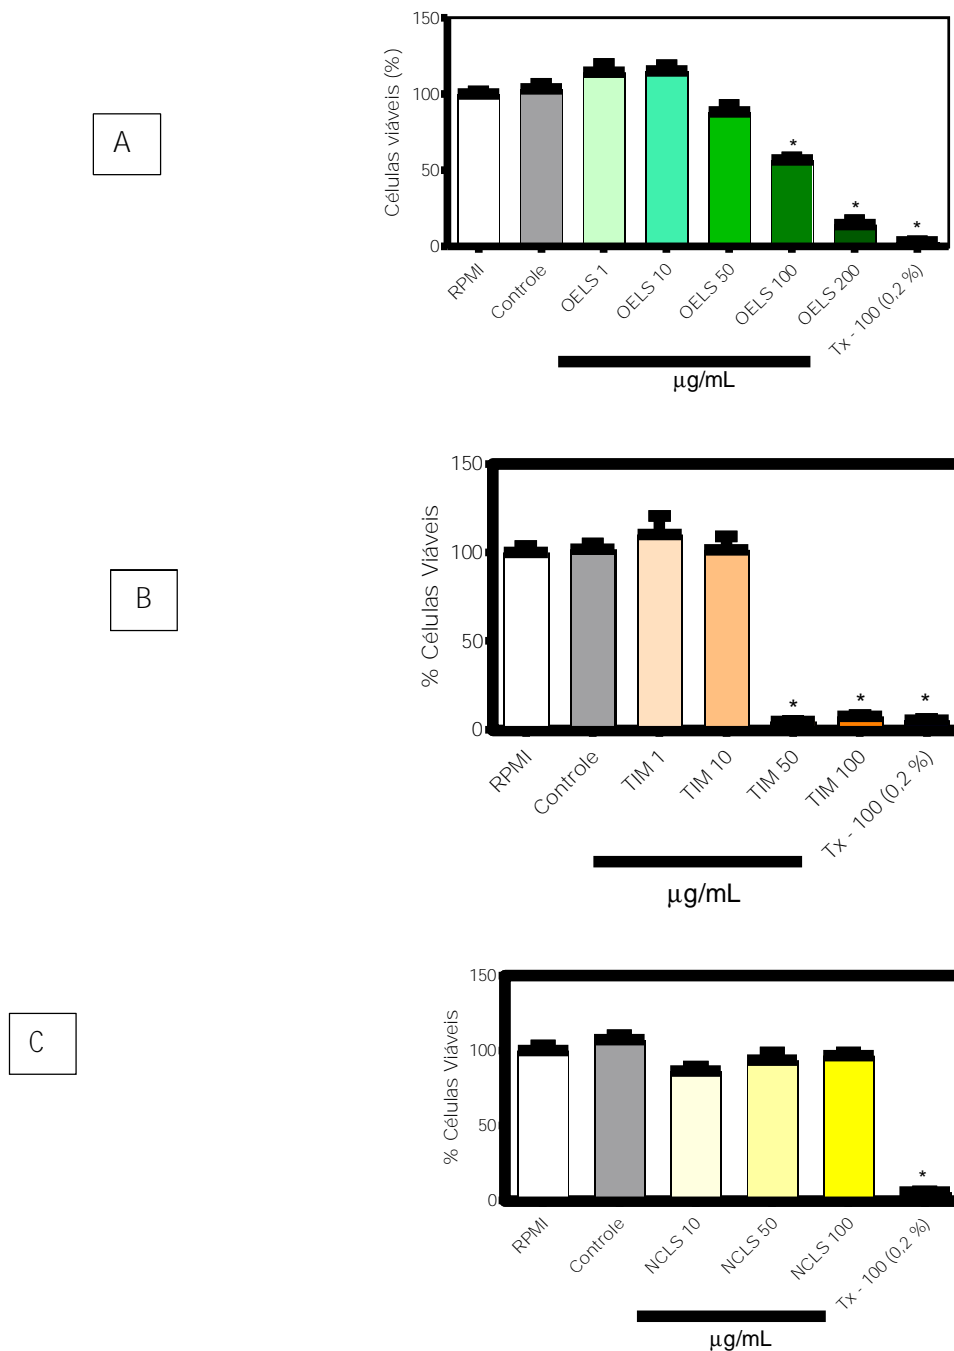 A
Células viáveis (%)
150
100
50
0
*
*
*
RPMI
Controle
OELS 1
OELS 10
OELS 50
OELS 100
OELS 200
Tx - 100 (0,2 %)
μg/mL
B
% Células Viáveis
150
100
50
0
*
*
*
RPMI
Controle
TIM 1
TIM 10
TIM 50
TIM 100
Tx - 100 (0,2 %)
μg/mL
C
% Células Viáveis
150
100
50
0
*
RPMI
Controle
NCLS 10
NCLS 50
NCLS 100
Tx - 100 (0,2 %)
μg/mL